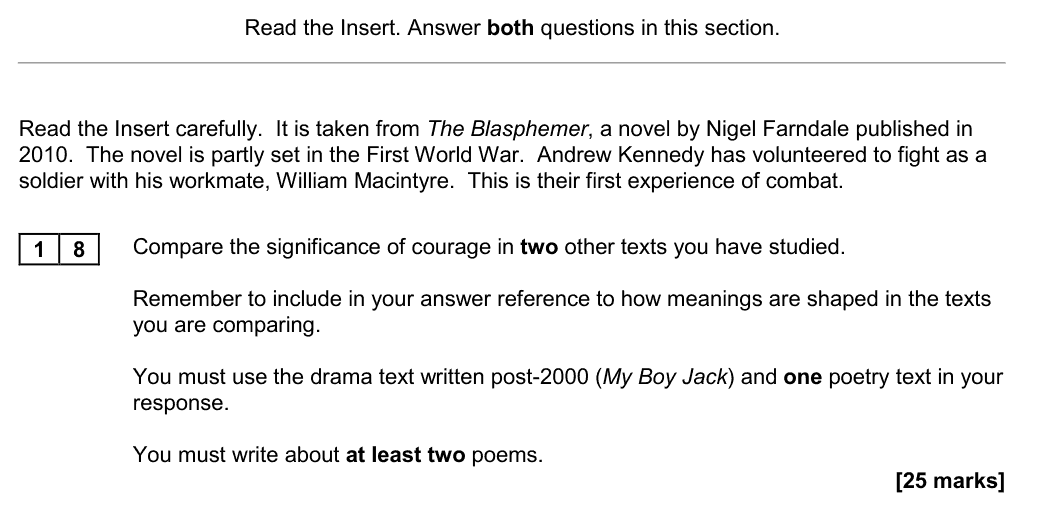 Read the Insert. Answer both questions in this section.
Read the Insert carefully. It is taken from The Blasphemer, a novel by Nigel Farndale published in
2010. The novel is partly set in the First World War. Andrew Kennedy has volunteered to fight as a
soldier with his workmate, William Macintyre. This is their first experience of combat.
1 8 Compare the significance of courage in two other texts you have studied.
Remember to include in your answer reference to how meanings are shaped in the texts
you are comparing.
You must use the drama text written post-2000 (My Boy Jack) and one poetry text in your
response.
You must write about at least two poems.
[25 marks]